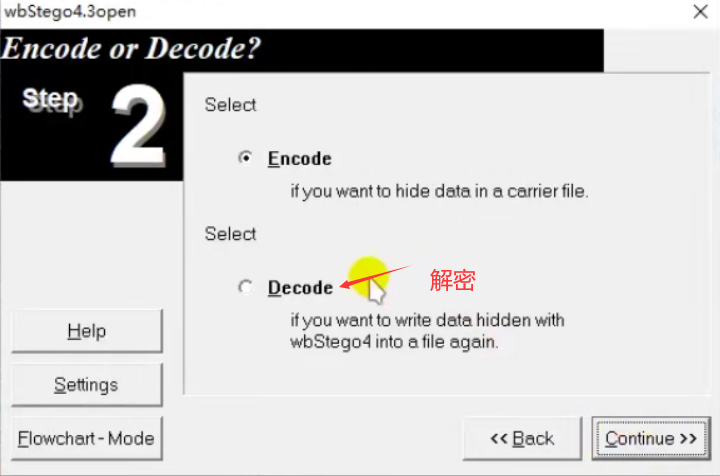 wbStego4.3open
Encode or Decode?
Step 2
Select
Encode
if you want to hide data in a carrier file.
Select
Decode
解密
if you want to write data hidden with
wbStego4 into a file again.
Help
Settings
Flowchart - Mode
<< Back
Continue >>